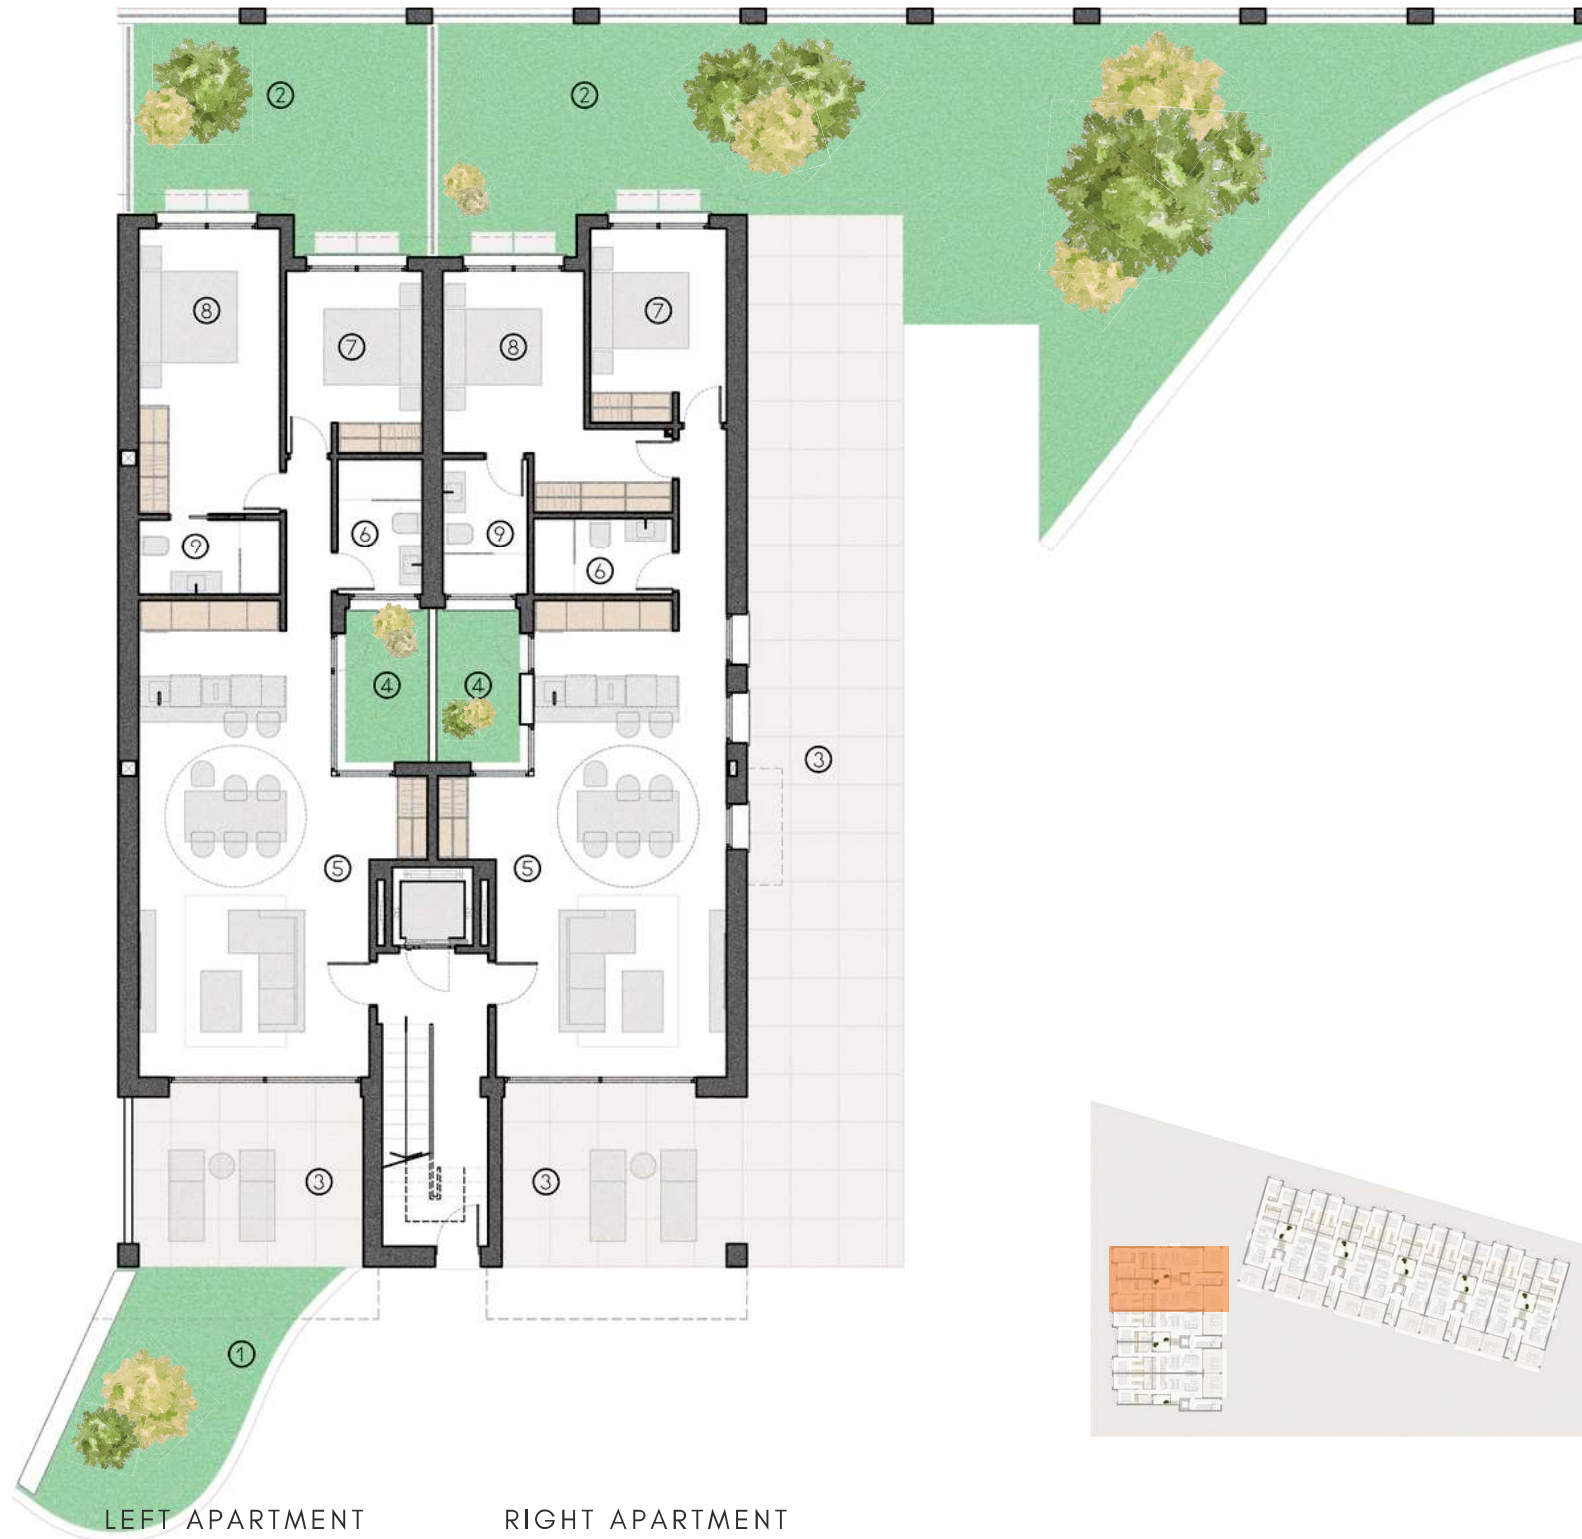 ② ②
⑧ ⑦ ⑧ ⑦
⑨ ⑥ ⑨ ⑥
④ ④
③
⑤ ⑤
③ ③
①
LEFT APARTMENT RIGHT APARTMENT